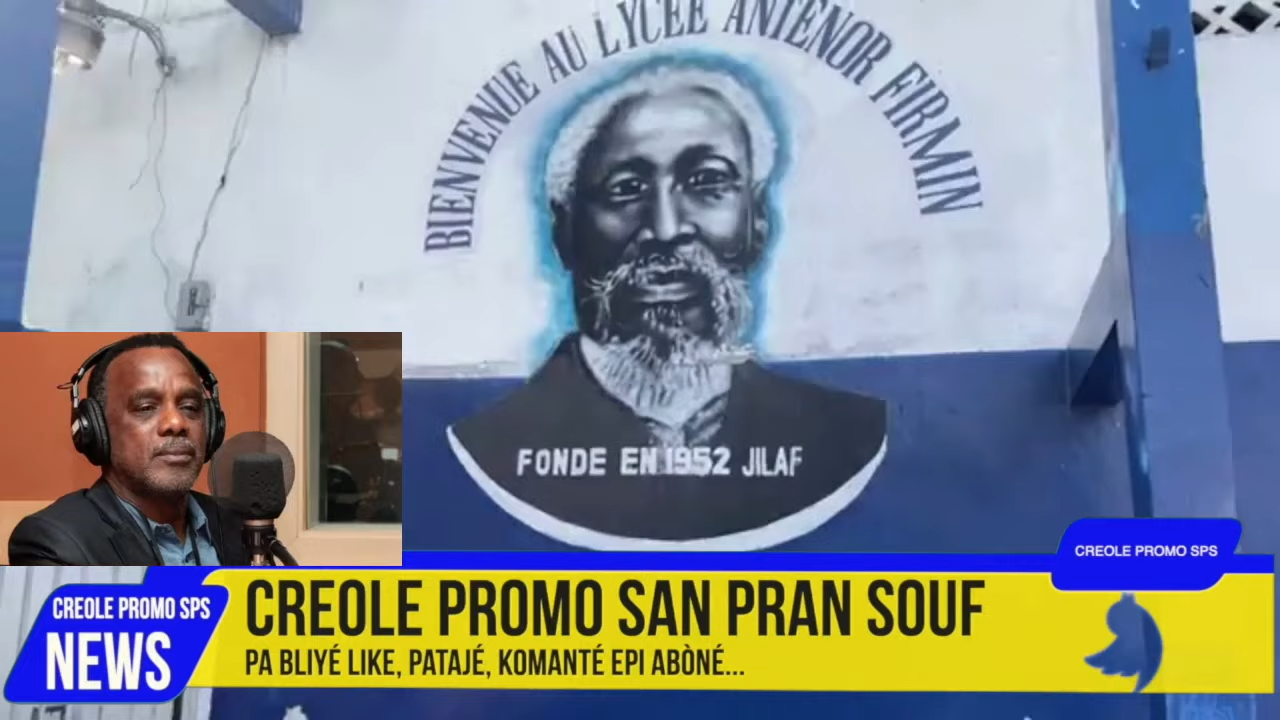 BIENVENUE AU LYCÉE ANTENOR FIRMIN
FONDE EN 1952 JILAF
CREOLE PROMO SPS
CREOLE PROMO SPS
NEWS
CREOLE PROMO SAN PRAN SOUF
PA BLIYÉ LIKE, PATAJÉ, KOMANTÉ EPI ABÒNÉ...